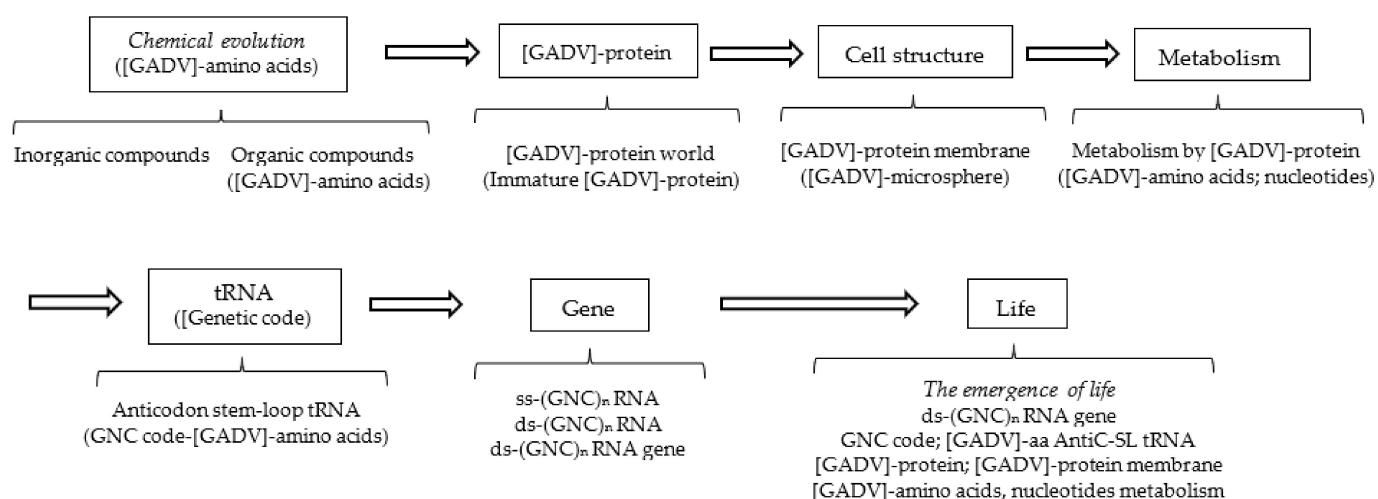 Chemical evolution
([GADV]-amino acids)
[GADV]-protein
Cell structure
Metabolism
Inorganic compounds
Organic compounds
([GADV]-amino acids)
[GADV]-protein world
(Immature [GADV]-protein)
[GADV]-protein membrane
([GADV]-microsphere)
Metabolism by [GADV]-protein
([GADV]-amino acids; nucleotides)
tRNA
([Genetic code)
Gene
Life
Anticodon stem-loop tRNA
(GNC code-[GADV]-amino acids)
ss-(GNC)ₙ RNA
ds-(GNC)ₙ RNA
ds-(GNC)ₙ RNA gene
The emergence of life
ds-(GNC)ₙ RNA gene
GNC code; [GADV]-aa AntiC-SL tRNA
[GADV]-protein; [GADV]-protein membrane
[GADV]-amino acids, nucleotides metabolism